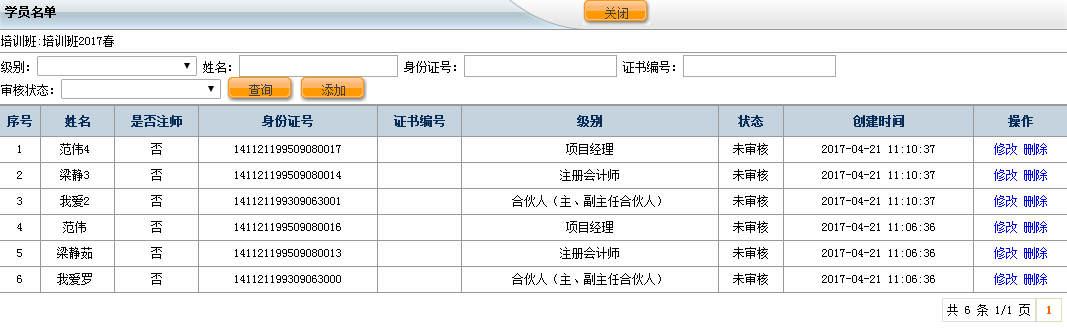 学员名单 关闭
培训班:培训班2017春
级别: 姓名: 身份证号: 证书编号:
审核状态: 查询 添加
序号 姓名 是否注师 身份证号 证书编号 级别 状态 创建时间 操作
1 范伟4 否 141121199509080017 项目经理 未审核 2017-04-21 11:10:37 修改 删除
2 梁静3 否 141121199509080014 注册会计师 未审核 2017-04-21 11:10:37 修改 删除
3 我爱2 否 141121199309063001 合伙人（主、副主任合伙人） 未审核 2017-04-21 11:10:37 修改 删除
4 范伟 否 141121199509080016 项目经理 未审核 2017-04-21 11:06:36 修改 删除
5 梁静茹 否 141121199509080013 注册会计师 未审核 2017-04-21 11:06:36 修改 删除
6 我爱罗 否 141121199309063000 合伙人（主、副主任合伙人） 未审核 2017-04-21 11:06:36 修改 删除
共 6 条 1/1 页 1